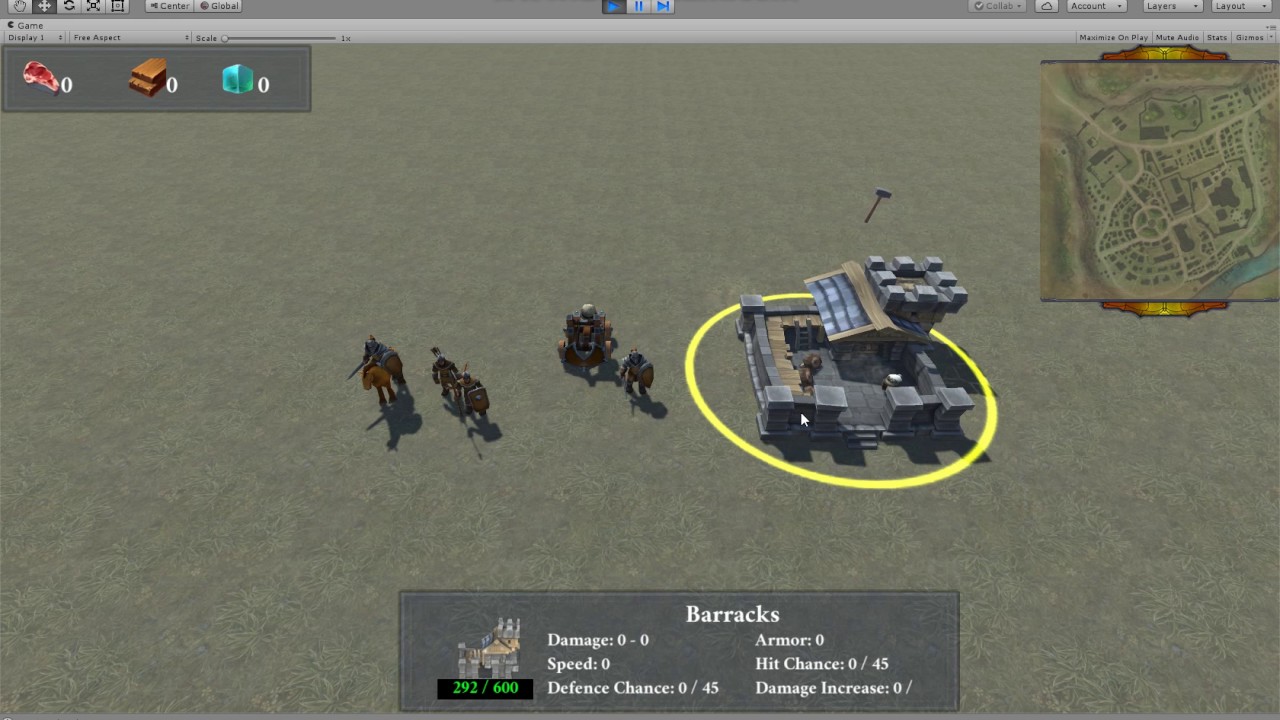 Center Global Collab Account Layers Layout
Game
Display 1 Free Aspect Scale 1x Maximize On Play Mute Audio Stats Gizmos
0 0 0
Barracks
Damage: 0 - 0 Armor: 0
Speed: 0 Hit Chance: 0 / 45
292 / 600 Defence Chance: 0 / 45 Damage Increase: 0 /